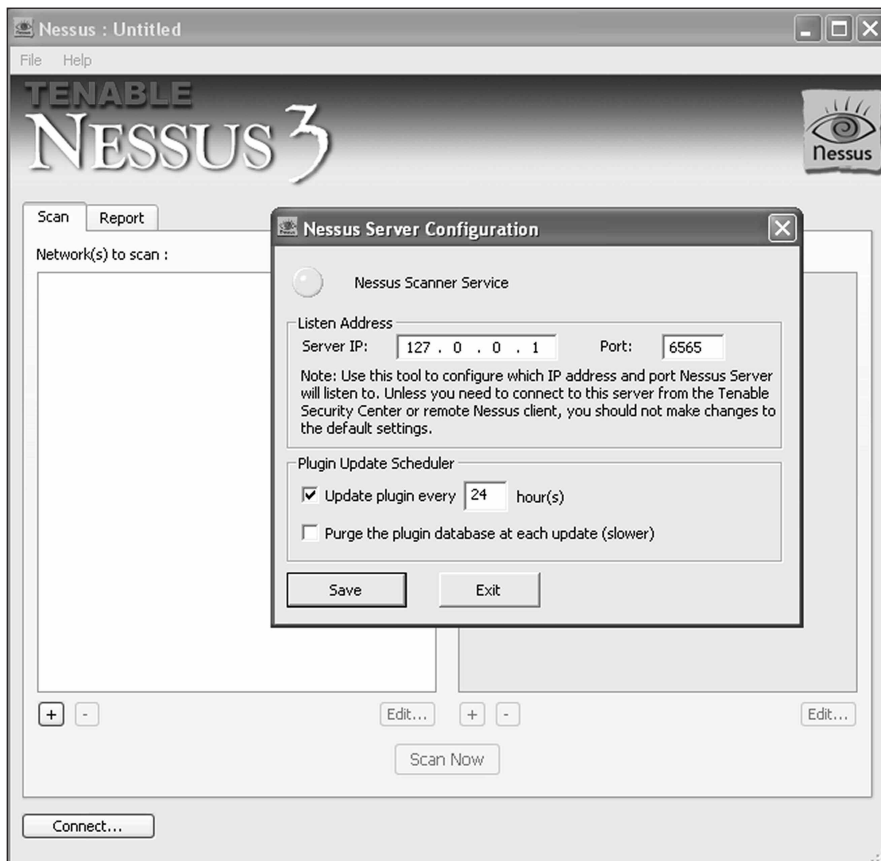 Nessus : Untitled
File Help
TENABLE
NESSUS 3
Nessus
Scan Report
Network(s) to scan :
Nessus Server Configuration
Nessus Scanner Service
Listen Address
Server IP: 127 . 0 . 0 . 1 Port: 6565
Note: Use this tool to configure which IP address and port Nessus Server
will listen to. Unless you need to connect to this server from the Tenable
Security Center or remote Nessus client, you should not make changes to
the default settings.
Plugin Update Scheduler
Update plugin every 24 hour(s)
Purge the plugin database at each update (slower)
Save Exit
+ - Edit... + - Edit...
Scan Now
Connect...